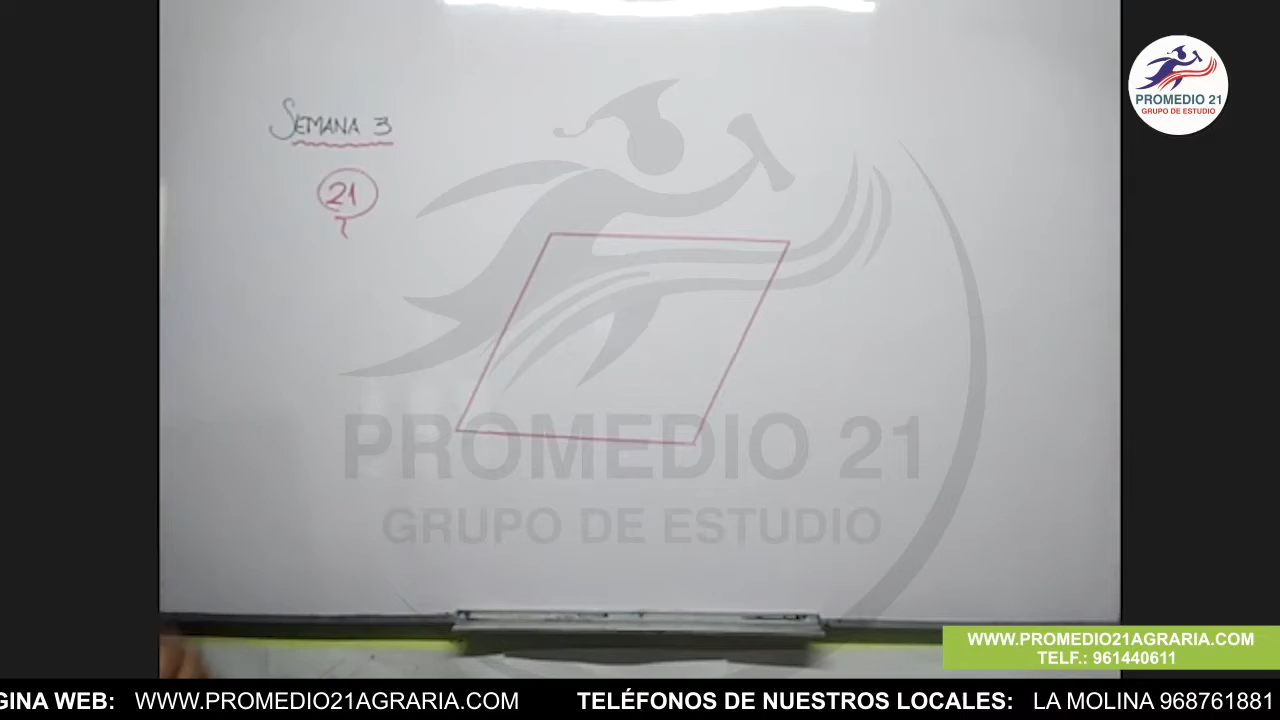 PROMEDIO 21
GRUPO DE ESTUDIO
SEMANA 3
21
PROMEDIO 21
GRUPO DE ESTUDIO
WWW.PROMEDIO21AGRARIA.COM
TELF.: 961440611
GINA WEB: WWW.PROMEDIO21AGRARIA.COM TELÉFONOS DE NUESTROS LOCALES: LA MOLINA 968761881